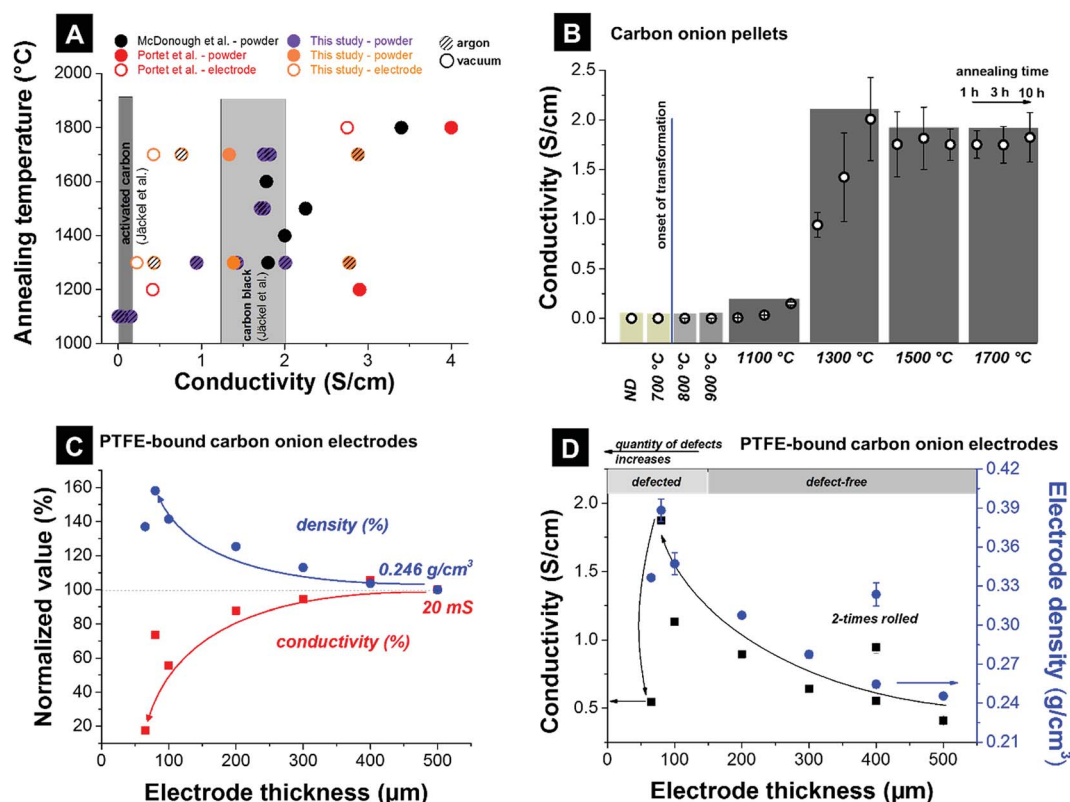 A
McDonough et al. - powder
Portet et al. - powder
Portet et al. - electrode
This study - powder
This study - powder
This study - electrode
argon
vacuum
Annealing temperature (°C)
2000
1800
1600
1400
1200
1000
activated carbon
(Jäckel et al.)
carbon black
(Jäckel et al.)
0 1 2 3 4
Conductivity (S/cm)
B
Carbon onion pellets
Conductivity (S/cm)
2.5
2.0
1.5
1.0
0.5
0.0
onset of transformation
annealing time
1 h 3 h 10 h
ND
700 °C
800 °C
900 °C
1100 °C
1300 °C
1500 °C
1700 °C
C
PTFE-bound carbon onion electrodes
Normalized value (%)
160
140
120
100
80
60
40
20
density (%)
0.246 g/cm³
20 mS
conductivity (%)
0 100 200 300 400 500
Electrode thickness (µm)
D
quantity of defects
increases
PTFE-bound carbon onion electrodes
defected
defect-free
Conductivity (S/cm)
2.0
1.5
1.0
0.5
2-times rolled
0.42
0.39
0.36
0.33
0.30
0.27
0.24
0.21
Electrode density (g/cm³)
0 100 200 300 400 500
Electrode thickness (µm)